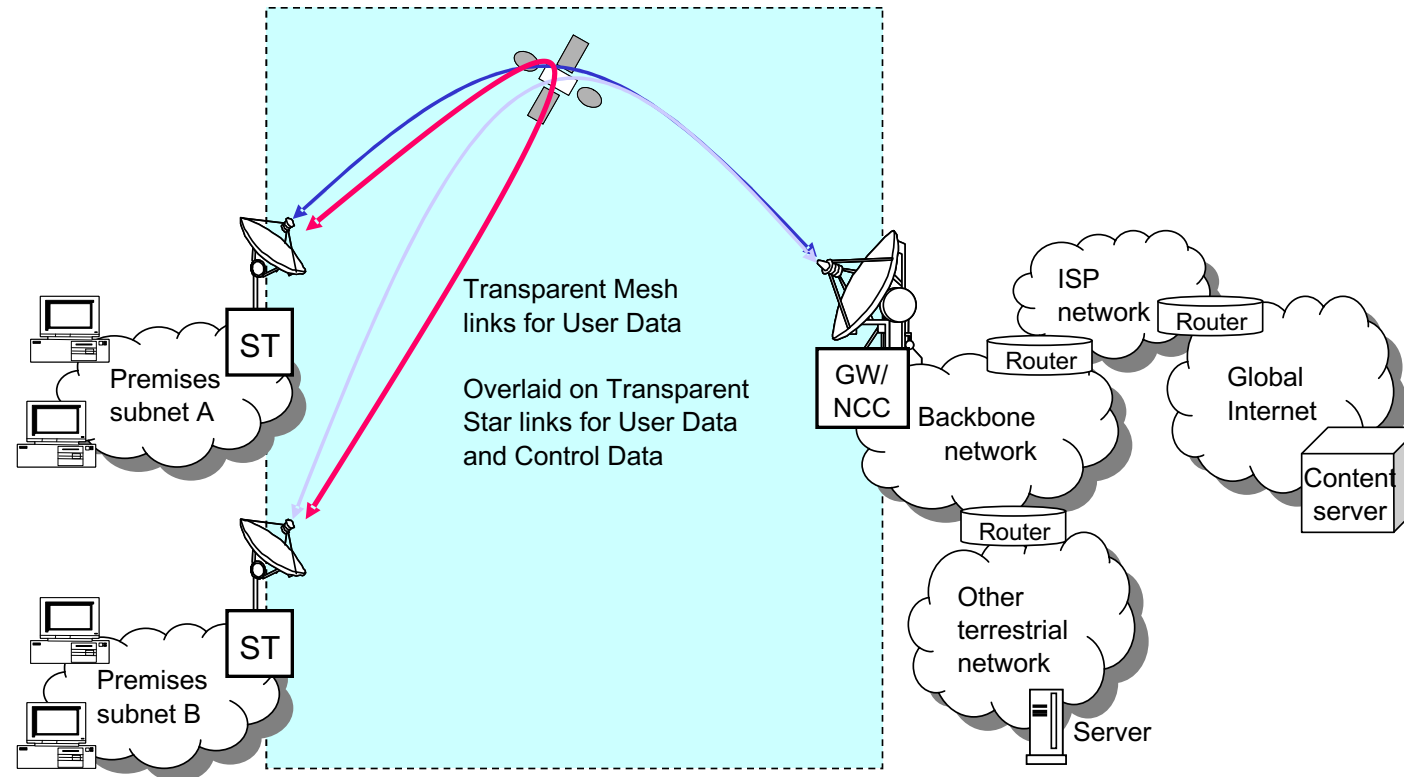 Transparent Mesh
links for User Data
Overlaid on Transparent
Star links for User Data
and Control Data
ST
Premises
subnet A
ST
Premises
subnet B
GW/
NCC
Backbone
network
Router
ISP
network
Router
Global
Internet
Content
server
Router
Other
terrestrial
network
Server